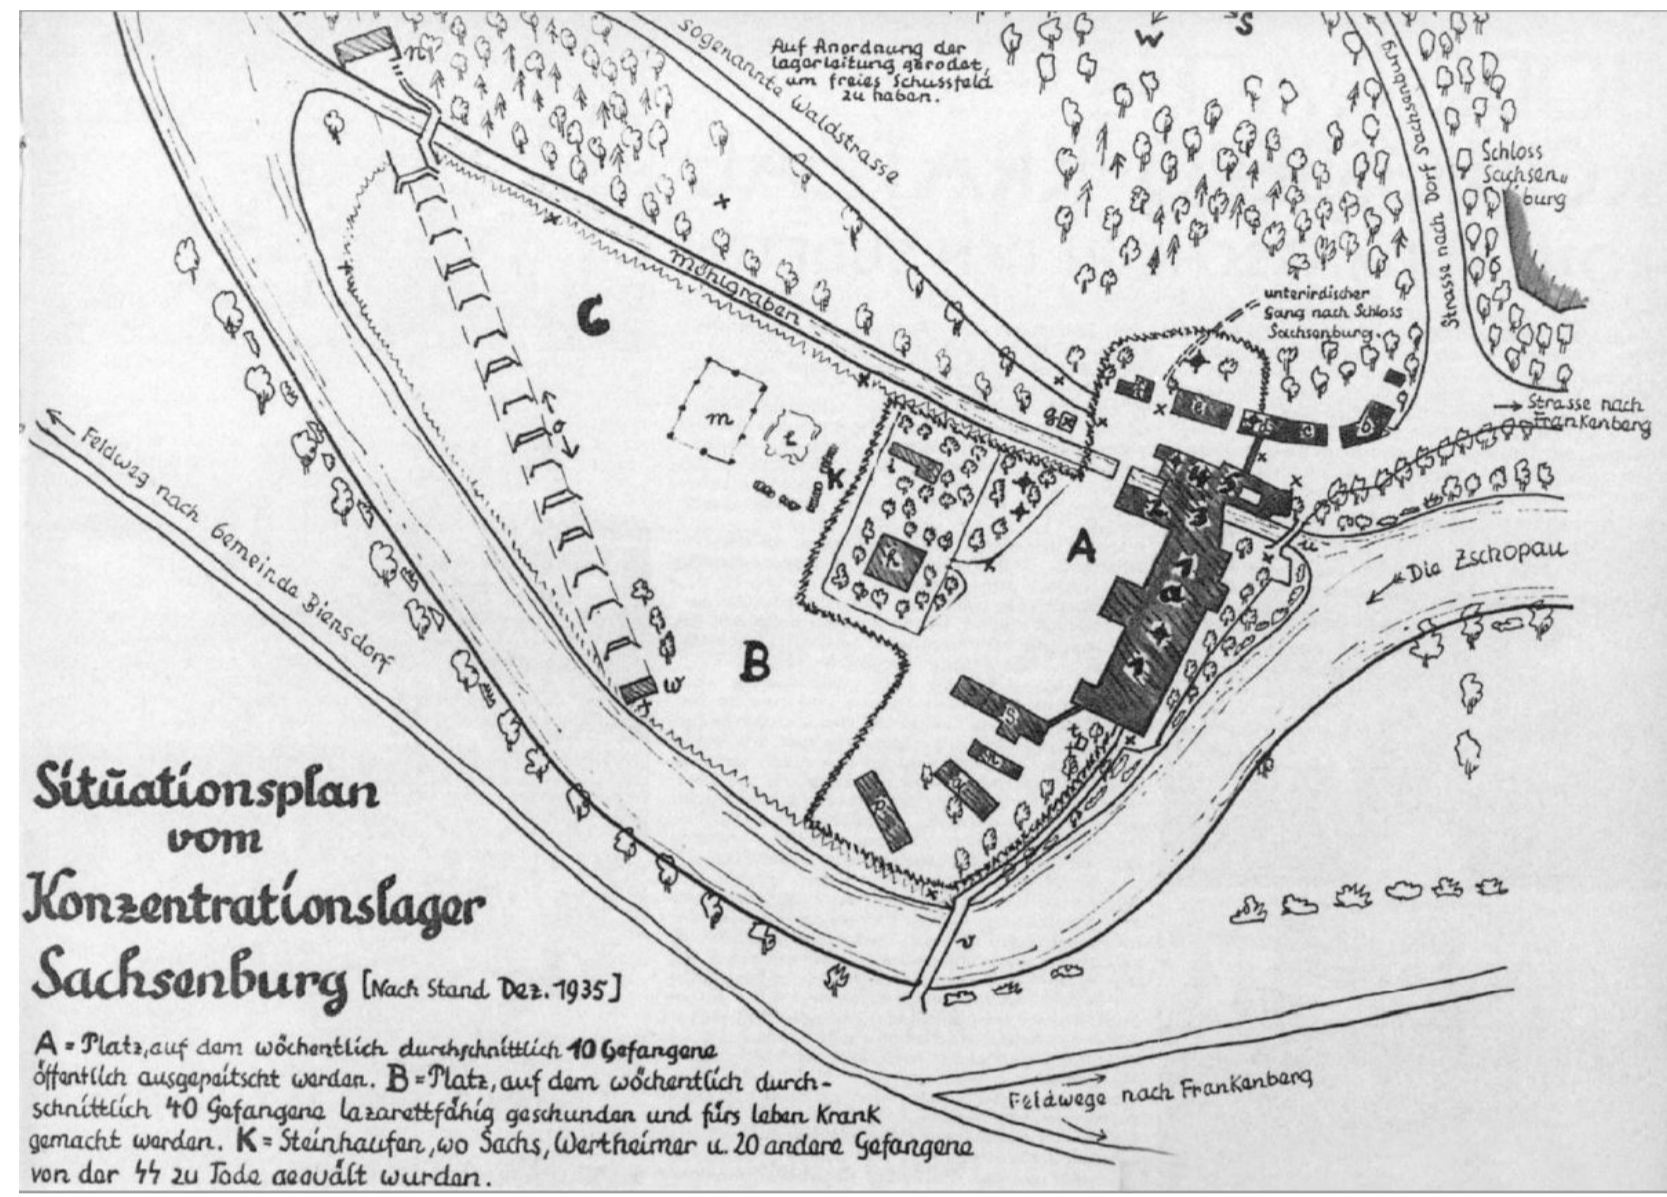 n
sogenannte Waldstrasse
Auf Anordnung der
Lagerleitung gerodet,
um freies Schussfeld
zu haben.
W
S
Strasse nach Dorf Sachsenburg
Schloss
Sachsen„
burg
C
Mühlgraben
unterirdischer
Gang nach Schloss
Sachsenburg.
Strasse nach
Frankenberg
g
m
t
o
K
i
k
A
a
u
Die Zschopau
Feldweg nach Gemeinde Biensdorf
B
w
v
Situationsplan
vom
Konzentrationslager
Sachsenburg [Nach Stand Dez. 1935]
A = Platz, auf dem wöchentlich durchschnittlich 10 Gefangene
öffentlich ausgepeitscht werden. B = Platz, auf dem wöchentlich durch-
schnittlich 40 Gefangene lazarettfähig geschunden und fürs leben Krank
gemacht werden. K = Steinhaufen, wo Sachs, Wertheimer u. 20 andere Gefangene
von der SS zu Tode gequält wurden.
Feldwege nach Frankenberg